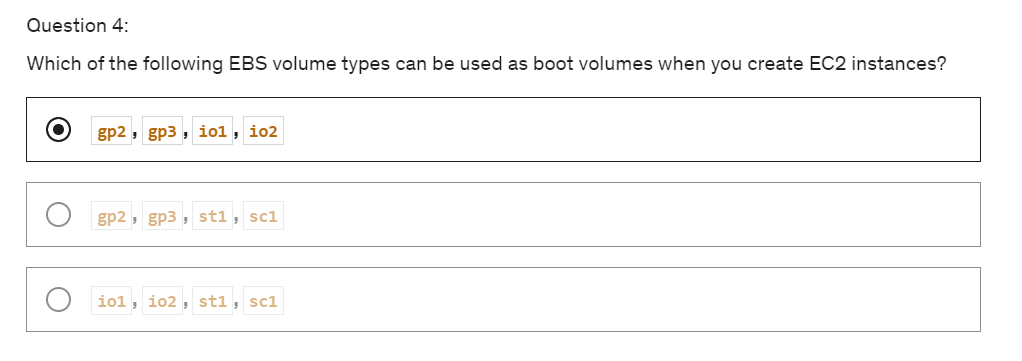 Question 4:
Which of the following EBS volume types can be used as boot volumes when you create EC2 instances?
gp2, gp3, io1, io2
gp2, gp3, st1, sc1
io1, io2, st1, sc1